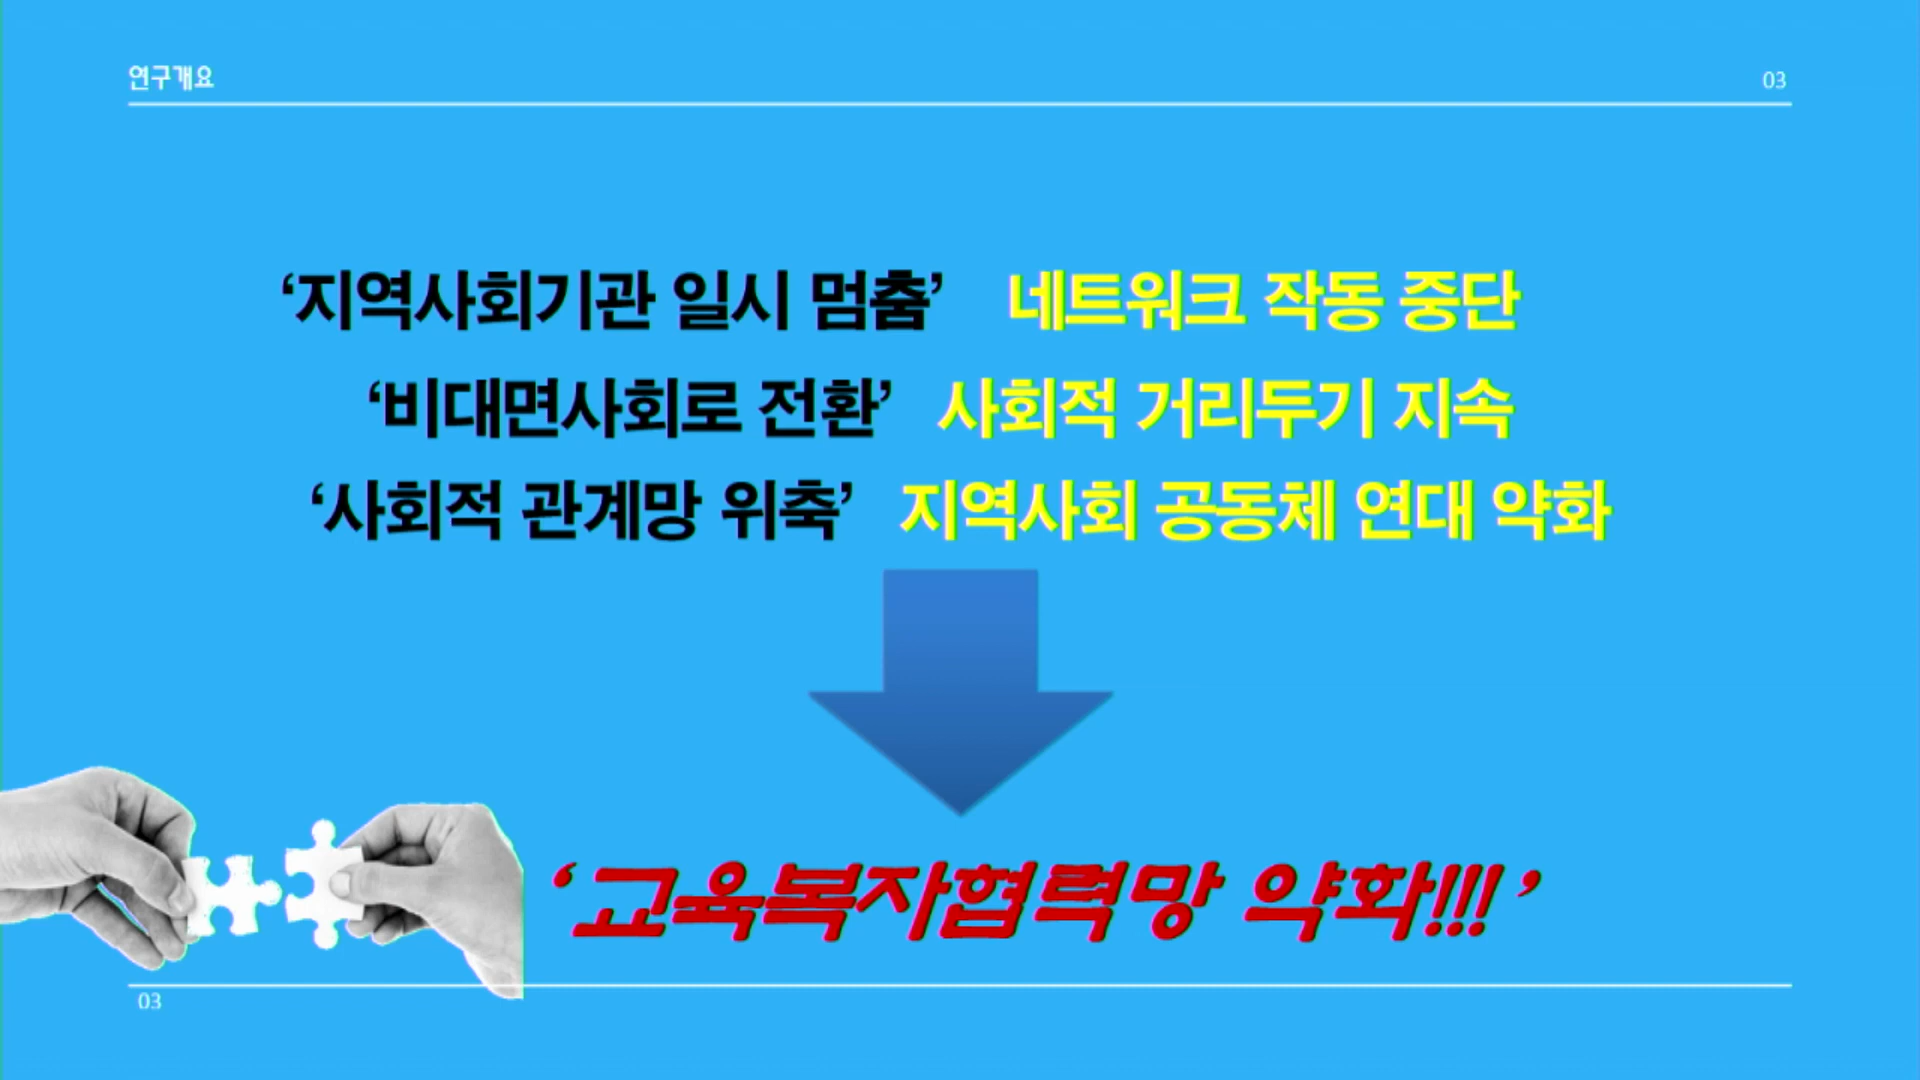 연구개요
03
‘지역사회기관 일시 멈춤’ 네트워크 작동 중단
‘비대면사회로 전환’ 사회적 거리두기 지속
‘사회적 관계망 위축’ 지역사회 공동체 연대 약화
‘교육복자협력망 약화!!!’
03